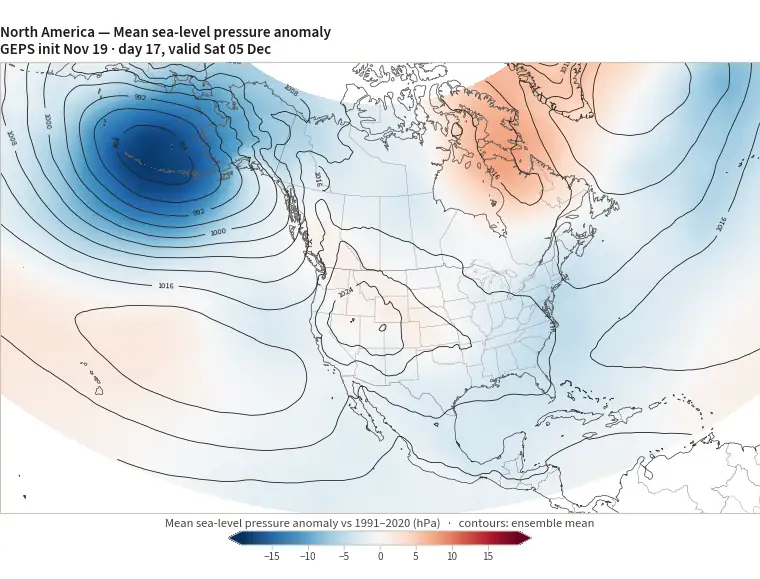 North America — Mean sea-level pressure anomaly
GEPS init Nov 19 · day 17, valid Sat 05 Dec
992
1008
1008
1000
1016
1016
992
1000
1016
1016
1024
Mean sea-level pressure anomaly vs 1991–2020 (hPa) · contours: ensemble mean
−15 −10 −5 0 5 10 15